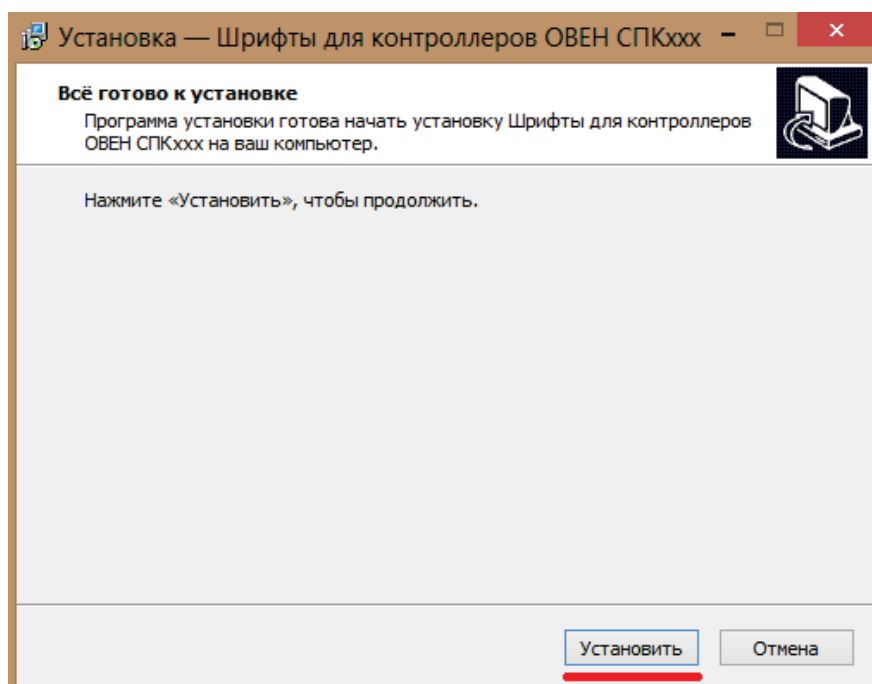 Установка — Шрифты для контроллеров ОВЕН СПКxxx
Всё готово к установке
Программа установки готова начать установку Шрифты для контроллеров
ОВЕН СПКxxx на ваш компьютер.
Нажмите «Установить», чтобы продолжить.
Установить
Отмена